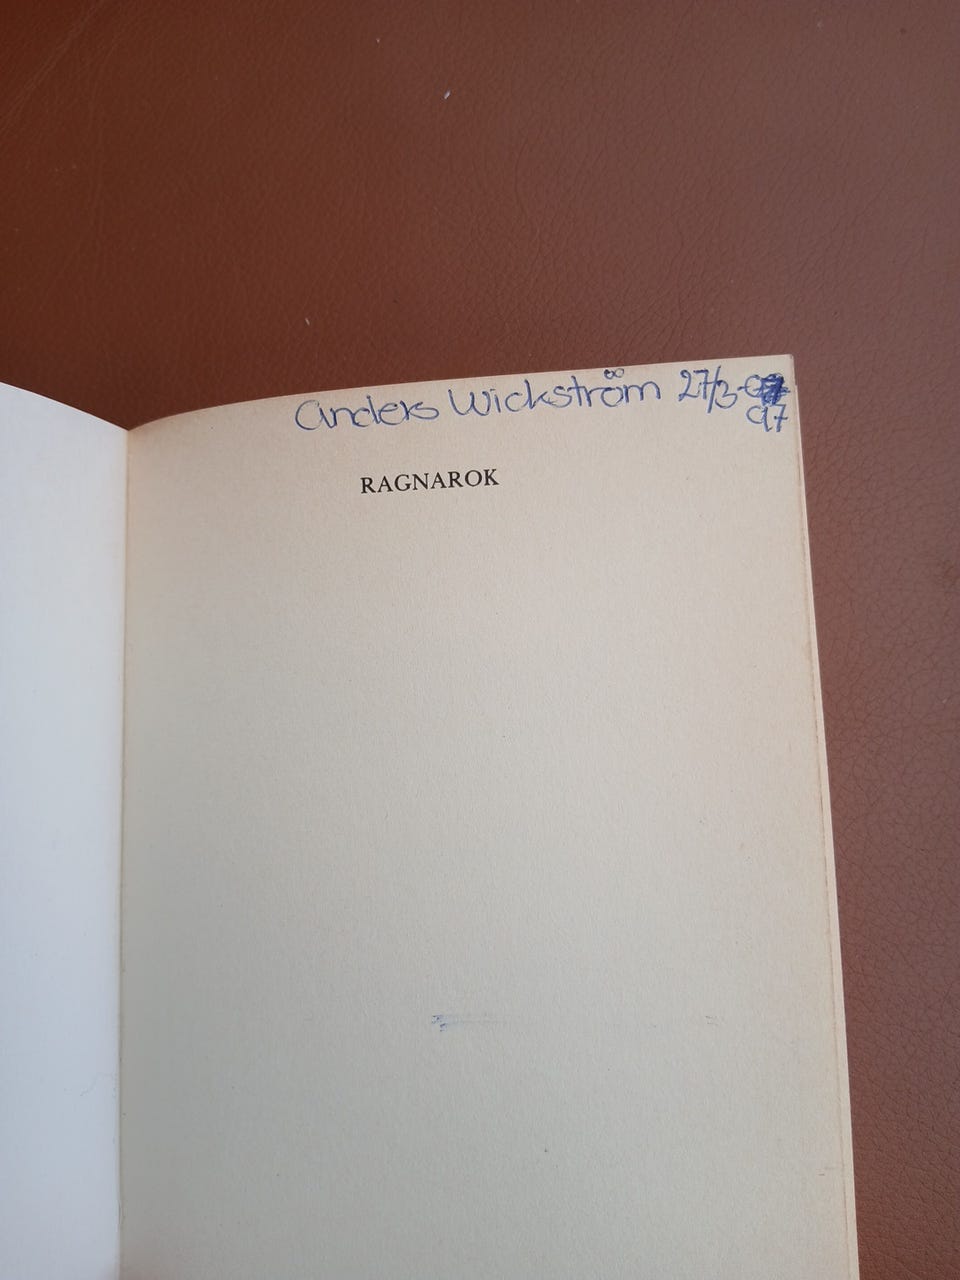 Anders Wickström 27/3-
97
RAGNAROK